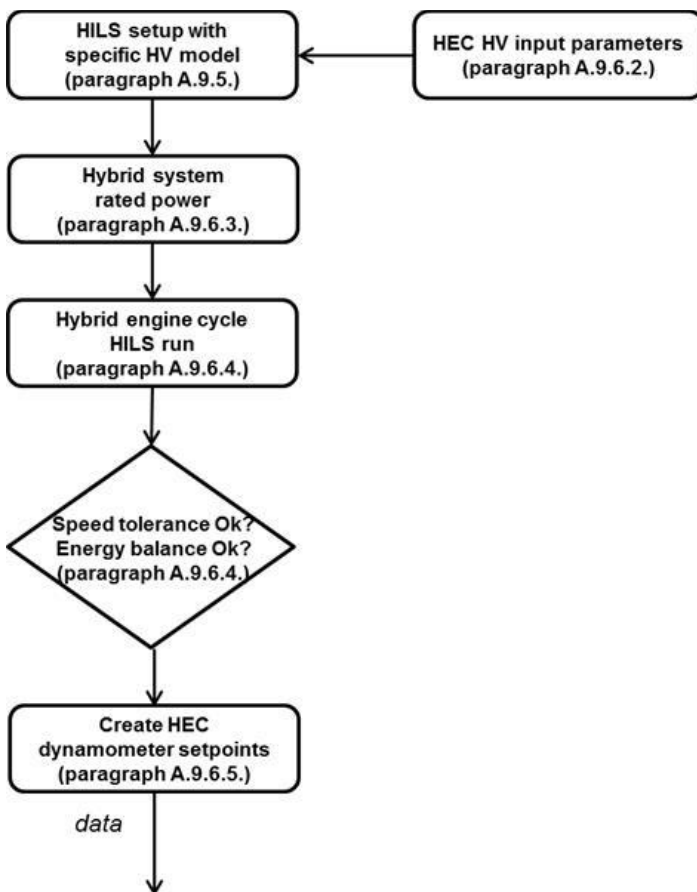 HILS setup with
specific HV model
(paragraph A.9.5.)
HEC HV input parameters
(paragraph A.9.6.2.)
Hybrid system
rated power
(paragraph A.9.6.3.)
Hybrid engine cycle
HILS run
(paragraph A.9.6.4.)
Speed tolerance Ok?
Energy balance Ok?
(paragraph A.9.6.4.)
Create HEC
dynamometer setpoints
(paragraph A.9.6.5.)
data